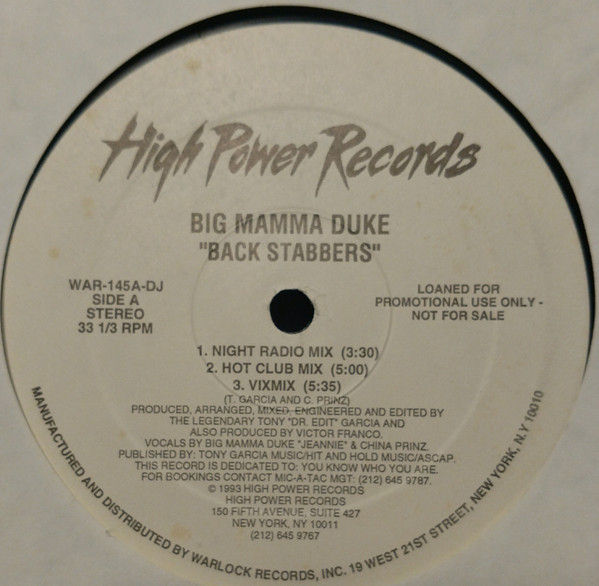 High Power Records
BIG MAMMA DUKE
"BACK STABBERS"
WAR-145A-DJ
SIDE A
STEREO
33 1/3 RPM
LOANED FOR
PROMOTIONAL USE ONLY -
NOT FOR SALE
1. NIGHT RADIO MIX (3:30)
2. HOT CLUB MIX (5:00)
3. VIXMIX (5:35)
(T. GARCIA AND C. PRINZ)
PRODUCED, ARRANGED, MIXED, ENGINEERED AND EDITED BY
THE LEGENDARY TONY "DR. EDIT" GARCIA AND
ALSO PRODUCED BY VICTOR FRANCO.
VOCALS BY BIG MAMMA DUKE "JEANNIE" & CHINA PRINZ.
PUBLISHED BY: TONY GARCIA MUSIC/HIT AND HOLD MUSIC/ASCAP.
THIS RECORD IS DEDICATED TO: YOU KNOW WHO YOU ARE.
FOR BOOKINGS CONTACT MIC-A-TAC MGT: (212) 645 9787.
© 1993 HIGH POWER RECORDS
HIGH POWER RECORDS
150 FIFTH AVENUE, SUITE 427
NEW YORK, NY 10011
(212) 645 9767
MANUFACTURED AND DISTRIBUTED BY WARLOCK RECORDS, INC. 19 WEST 21ST STREET, NEW YORK, N.Y 10010